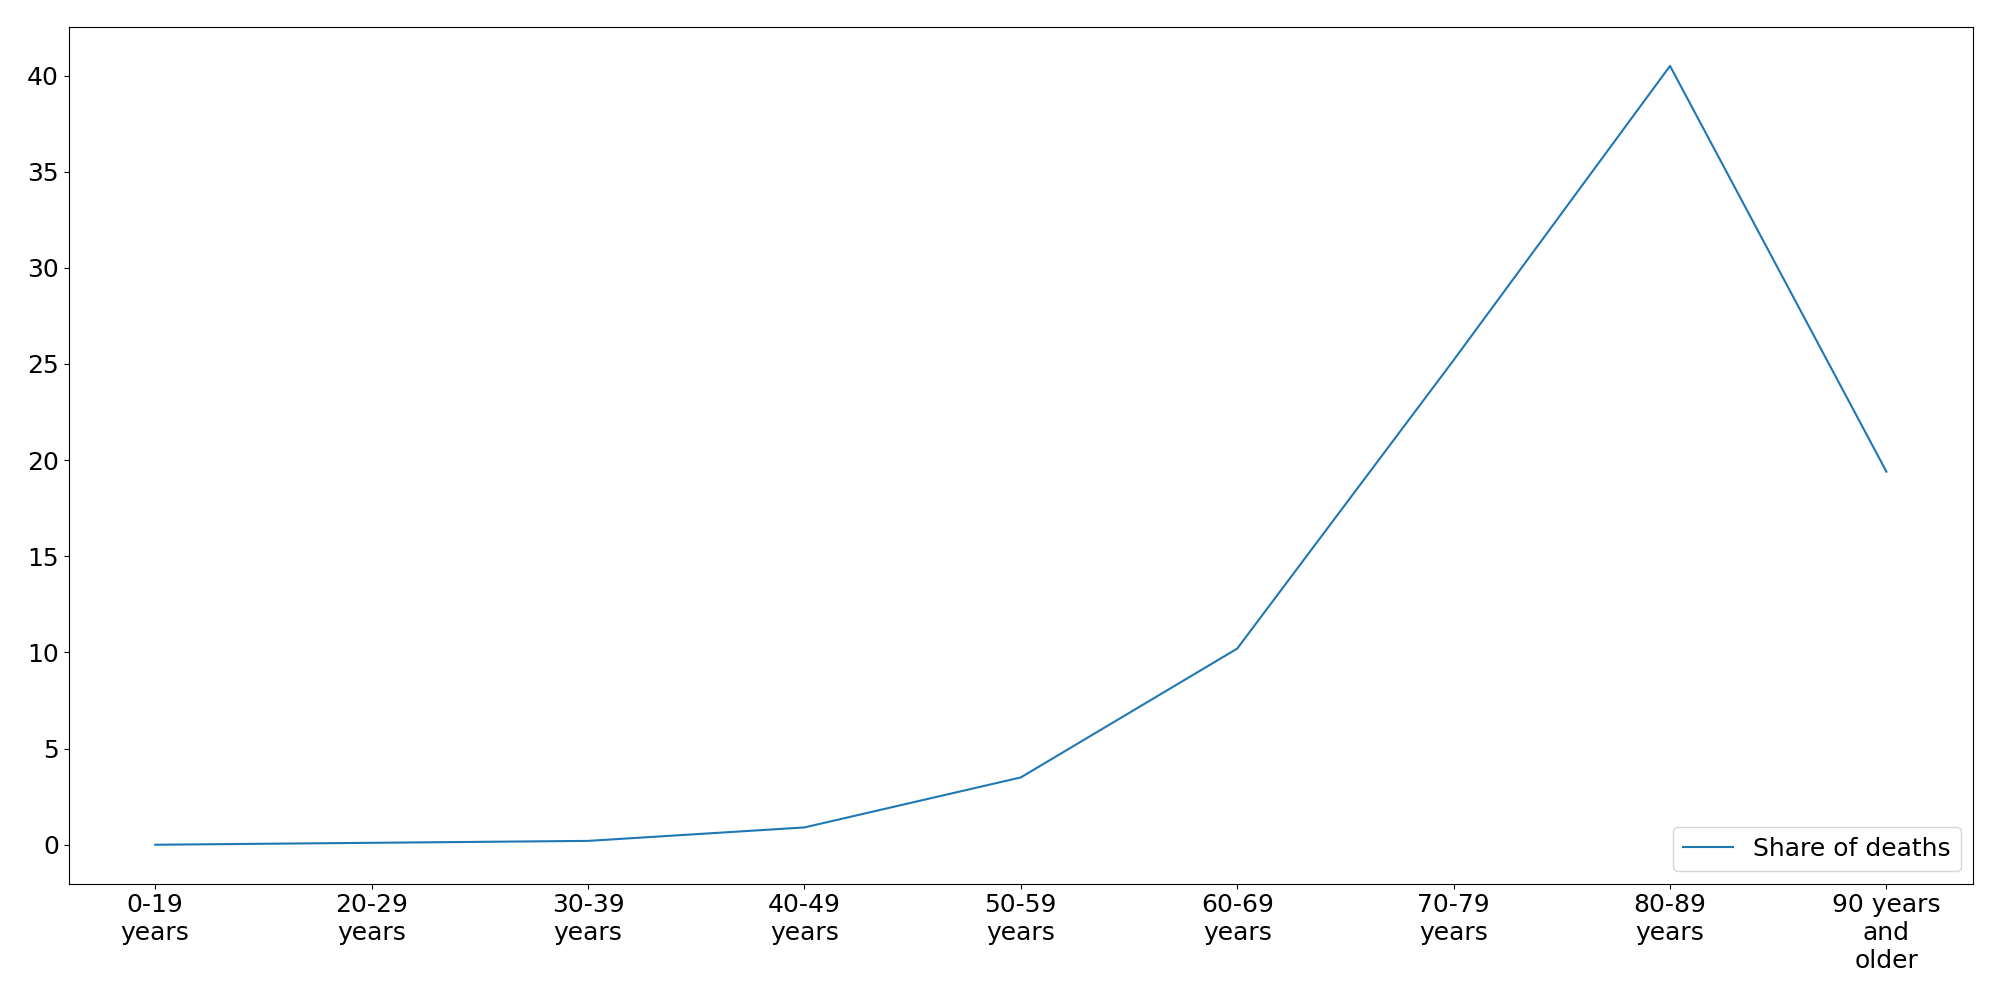 40
35
30
25
20
15
10
5
0
Share of deaths
0-19
years
20-29
years
30-39
years
40-49
years
50-59
years
60-69
years
70-79
years
80-89
years
90 years
and
older